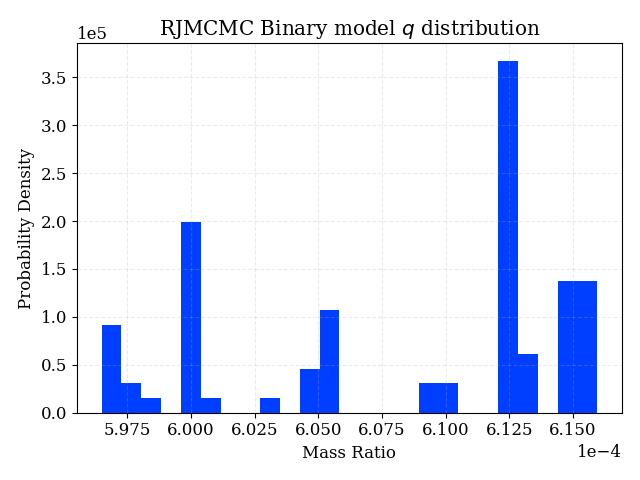 RJMCMC Binary model q distribution
1e5
3.5
3.0
2.5
2.0
1.5
1.0
0.5
0.0
Probability Density
5.975 6.000 6.025 6.050 6.075 6.100 6.125 6.150
Mass Ratio
1e−4